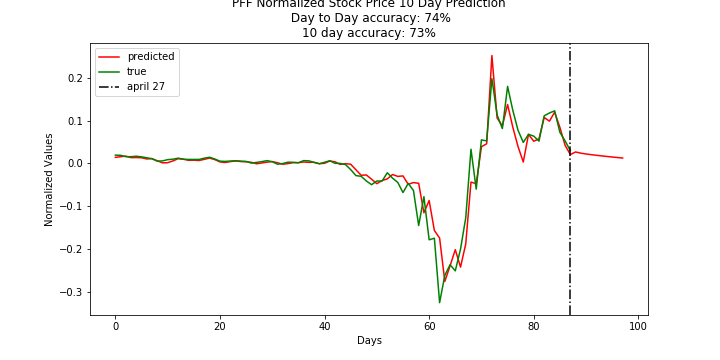 PFF Normalized Stock Price 10 Day Prediction
Day to Day accuracy: 74%
10 day accuracy: 73%
predicted
true
april 27
0.2
0.1
0.0
−0.1
−0.2
−0.3
Normalized Values
0
20
40
60
80
100
Days